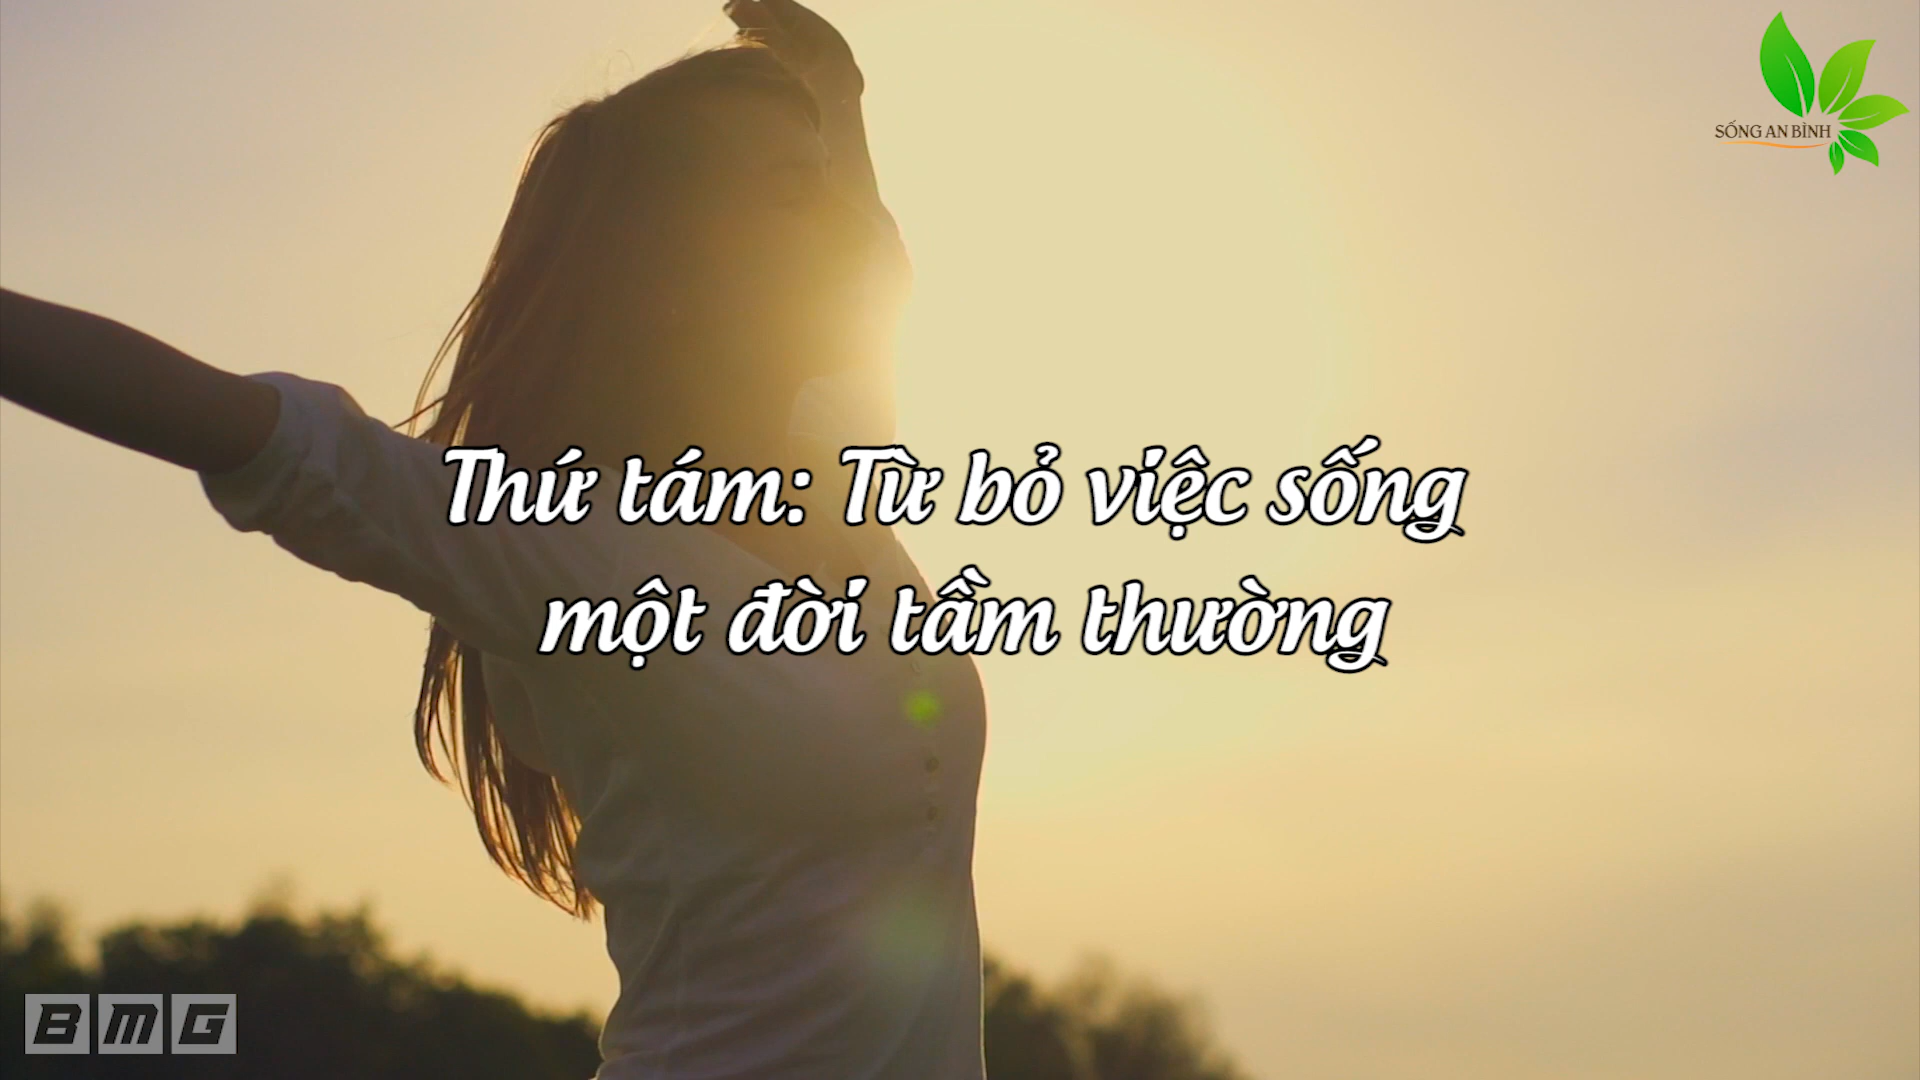 SỐNG AN BÌNH
Thứ tám: Từ bỏ việc sống
một đời tầm thường
BMG